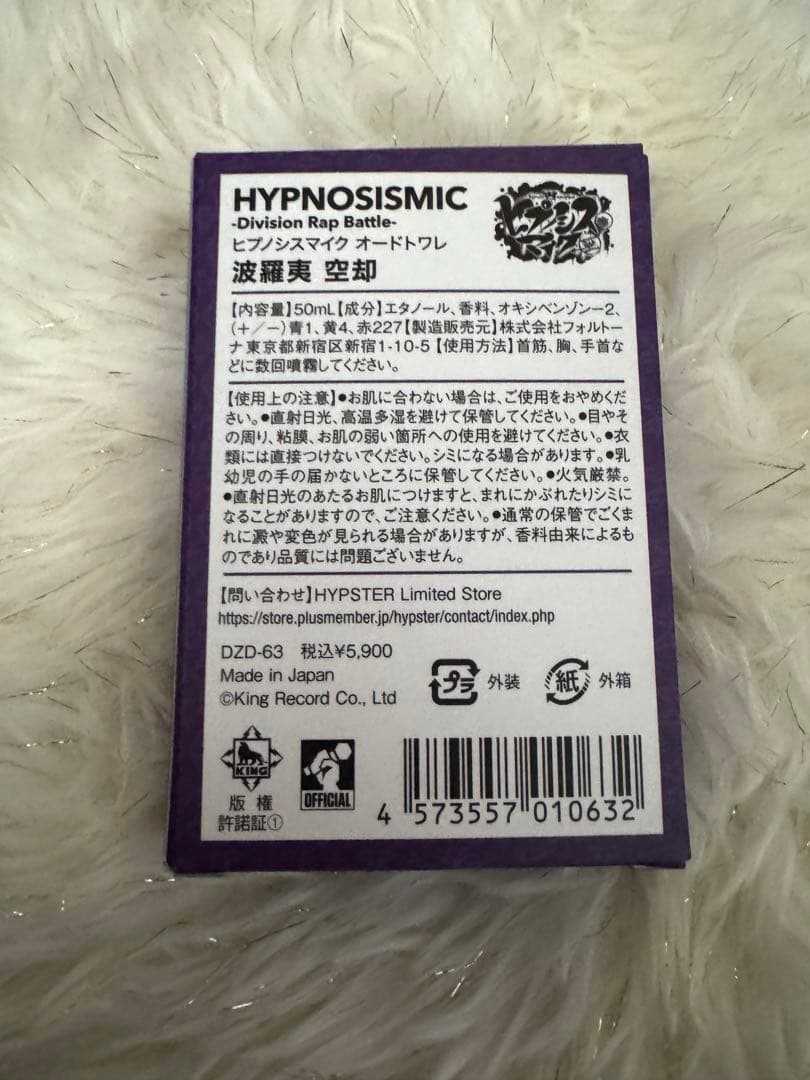 HYPNOSISMIC
-Division Rap Battle-
ヒプノシスマイク オードトワレ
波羅夷 空却
ヒプノシス
マイク
【内容量】50mL【成分】エタノール、香料、オキシベンゾン−2、
(+/−)青1、黄4、赤227【製造販売元】株式会社フォルトー
ナ東京都新宿区新宿1-10-5【使用方法】首筋、胸、手首な
どに数回噴霧してください。
【使用上の注意】●お肌に合わない場合は、ご使用をおやめくだ
さい。●直射日光、高温多湿を避けて保管してください。●目やそ
の周り、粘膜、お肌の弱い箇所への使用を避けてください。●衣
類には直接つけないでください。シミになる場合があります。●乳
幼児の手の届かないところに保管してください。●火気厳禁。
●直射日光のあたるお肌につけますと、まれにかぶれたりシミに
なることがありますので、ご注意ください。●通常の保管でごくま
れに澱や変色が見られる場合がありますが、香料由来によるも
のであり品質には問題ございません。
【問い合わせ】HYPSTER Limited Store
https://store.plusmember.jp/hypster/contact/index.php
DZD-63 税込¥5,900
Made in Japan
©King Record Co., Ltd
プラ 外装
紙 外箱
KING
版権
許諾証①
OFFICIAL
4 573557 010632